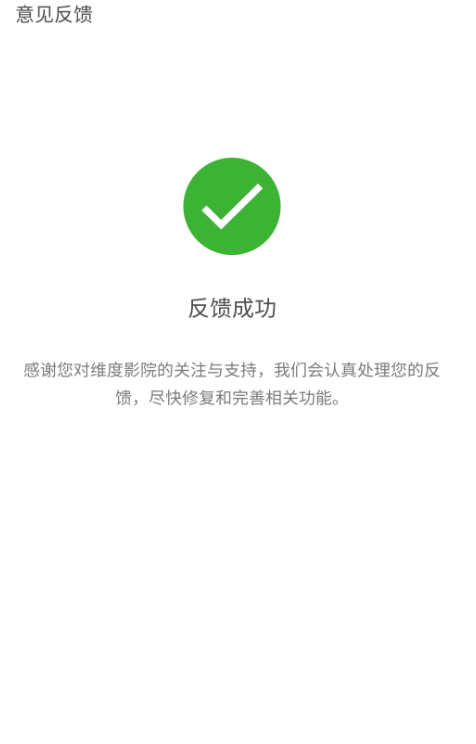 意见反馈
反馈成功
感谢您对维度影院的关注与支持，我们会认真处理您的反
馈，尽快修复和完善相关功能。